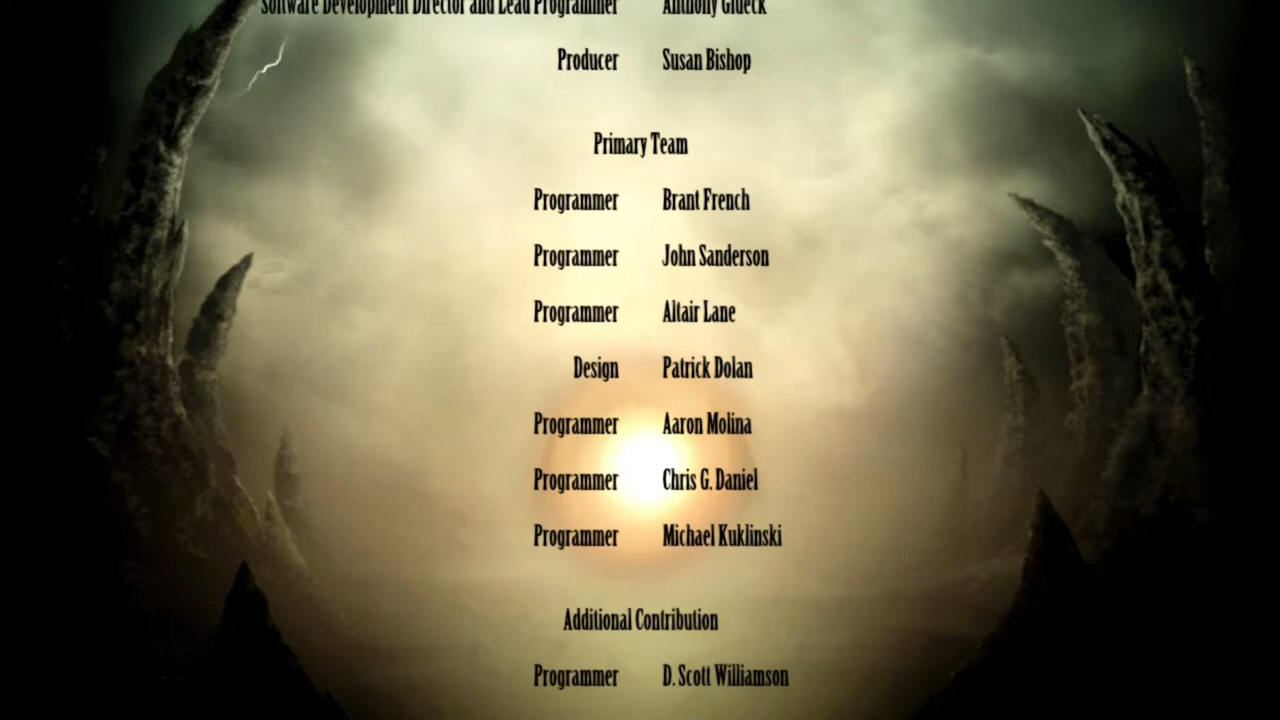 Software Development Director and Lead Programmer Anthony Glueck
Producer Susan Bishop
Primary Team
Programmer Brant French
Programmer John Sanderson
Programmer Altair Lane
Design Patrick Dolan
Programmer Aaron Molina
Programmer Chris G. Daniel
Programmer Michael Kuklinski
Additional Contribution
Programmer D. Scott Williamson